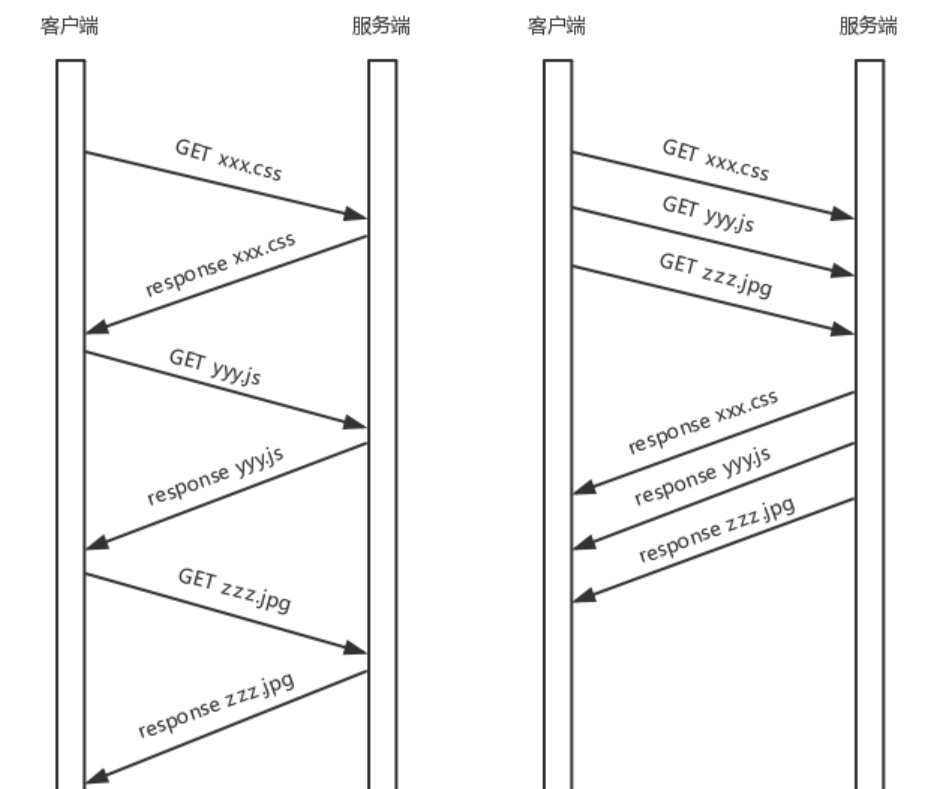 客户端
服务端
GET xxx.css
response xxx.css
GET yyy.js
response yyy.js
GET zzz.jpg
response zzz.jpg
客户端
服务端
GET xxx.css
GET yyy.js
GET zzz.jpg
response xxx.css
response yyy.js
response zzz.jpg